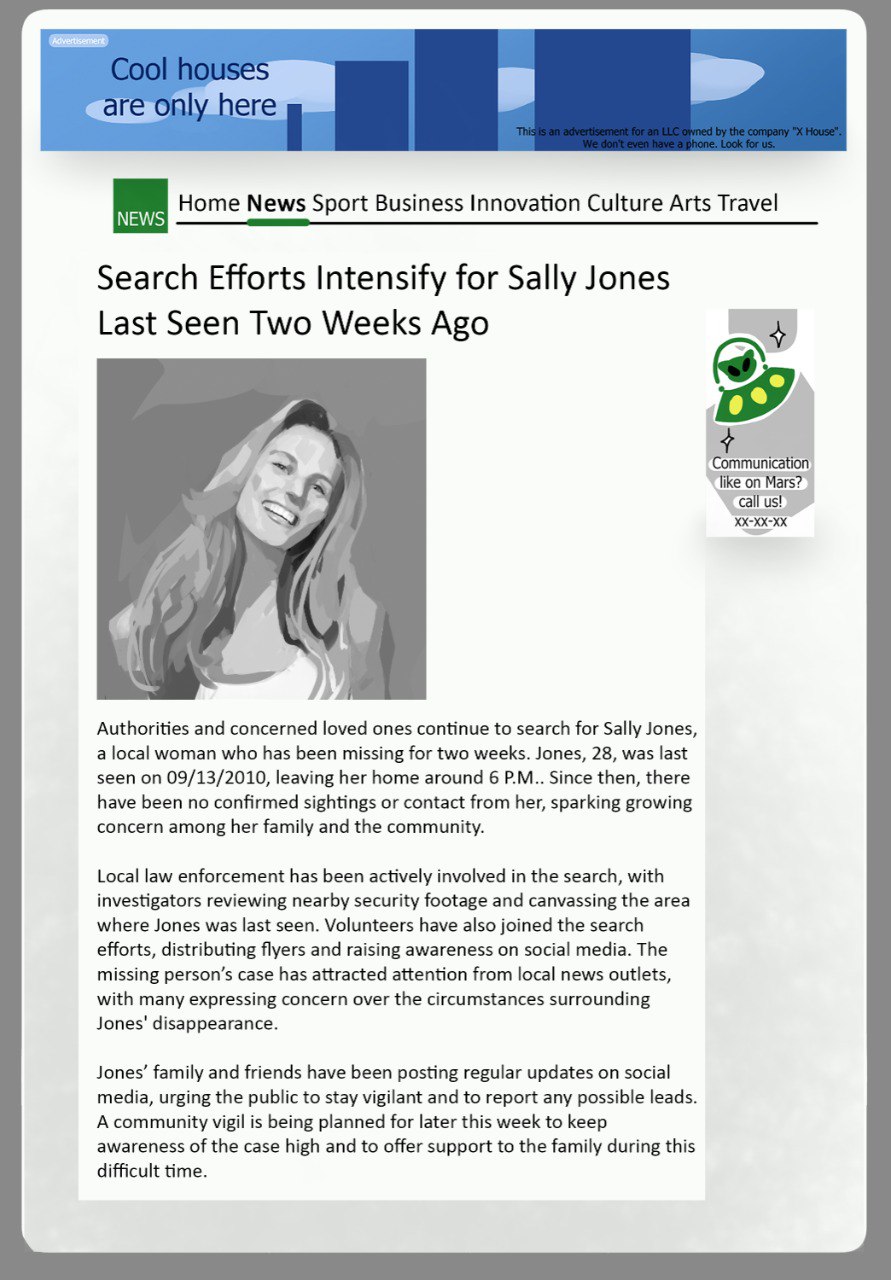 Advertisement
Cool houses
are only here
This is an advertisement for an LLC owned by the company "X House".
We don't even have a phone. Look for us.
NEWS
Home News Sport Business Innovation Culture Arts Travel
Search Efforts Intensify for Sally Jones
Last Seen Two Weeks Ago
Communication
like on Mars?
call us!
xx-xx-xx
Authorities and concerned loved ones continue to search for Sally Jones,
a local woman who has been missing for two weeks. Jones, 28, was last
seen on 09/13/2010, leaving her home around 6 P.M.. Since then, there
have been no confirmed sightings or contact from her, sparking growing
concern among her family and the community.
Local law enforcement has been actively involved in the search, with
investigators reviewing nearby security footage and canvassing the area
where Jones was last seen. Volunteers have also joined the search
efforts, distributing flyers and raising awareness on social media. The
missing person’s case has attracted attention from local news outlets,
with many expressing concern over the circumstances surrounding
Jones' disappearance.
Jones’ family and friends have been posting regular updates on social
media, urging the public to stay vigilant and to report any possible leads.
A community vigil is being planned for later this week to keep
awareness of the case high and to offer support to the family during this
difficult time.